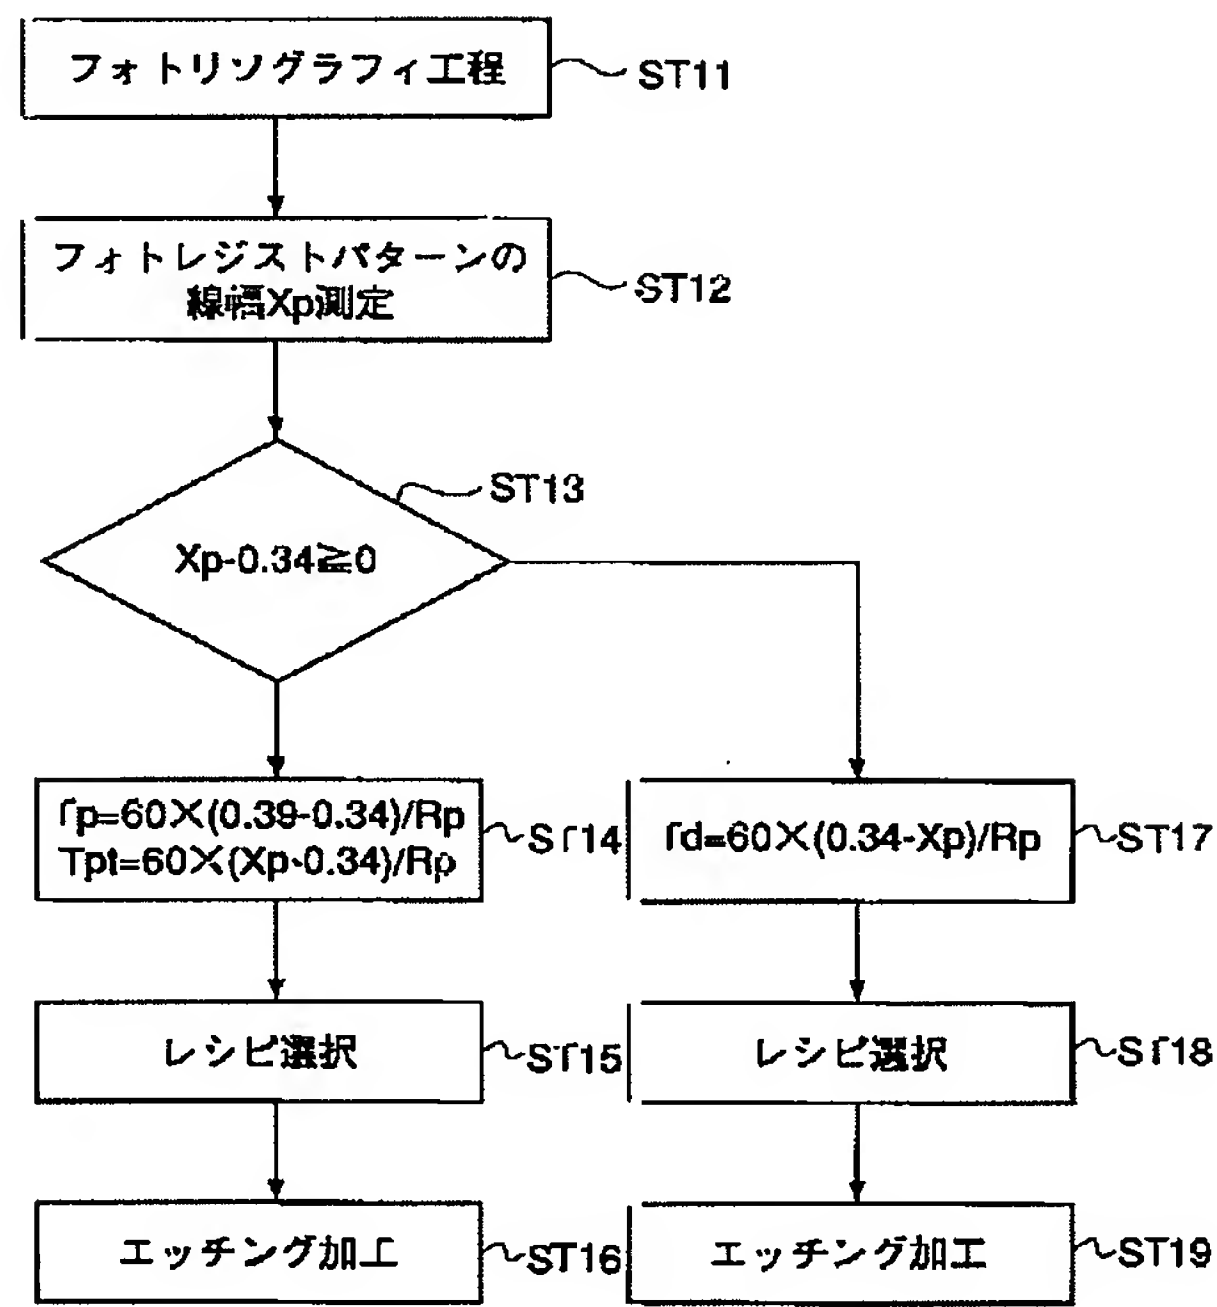 フォトリソグラフィ工程
ST11
フォトレジストパターンの
線幅Xp測定
ST12
ST13
Xp-0.34≧0
Tp=60×(0.39-0.34)/Rp
Tpt=60×(Xp-0.34)/Rp
ST14
Td=60×(0.34-Xp)/Rp
ST17
レシピ選択
ST15
レシピ選択
ST18
エッチング加工
ST16
エッチング加工
ST19